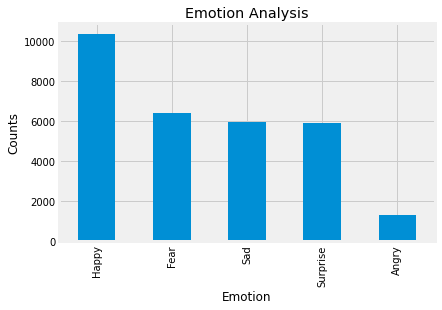 Emotion Analysis
10000
8000
6000
4000
2000
0
Counts
Happy
Fear
Sad
Surprise
Angry
Emotion